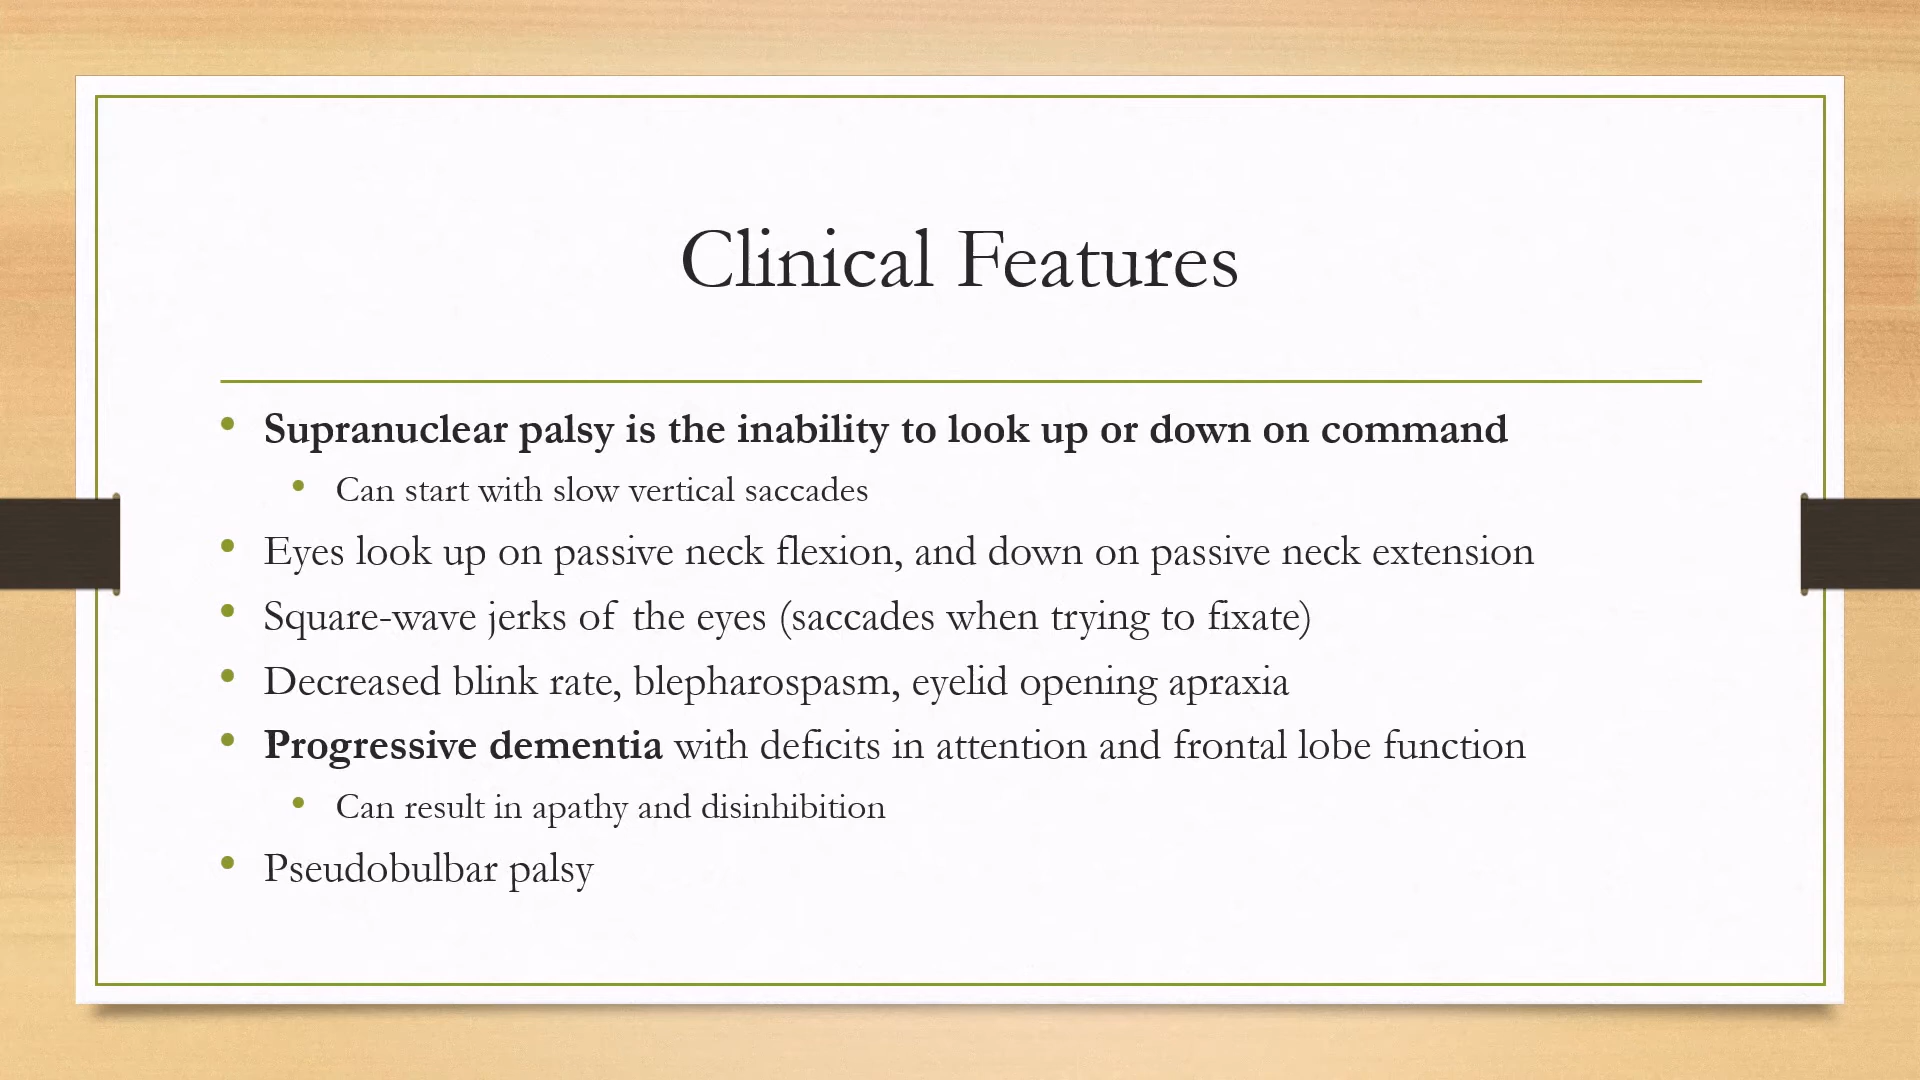 Clinical Features
• Supranuclear palsy is the inability to look up or down on command
• Can start with slow vertical saccades
• Eyes look up on passive neck flexion, and down on passive neck extension
• Square-wave jerks of the eyes (saccades when trying to fixate)
• Decreased blink rate, blepharospasm, eyelid opening apraxia
• Progressive dementia with deficits in attention and frontal lobe function
• Can result in apathy and disinhibition
• Pseudobulbar palsy